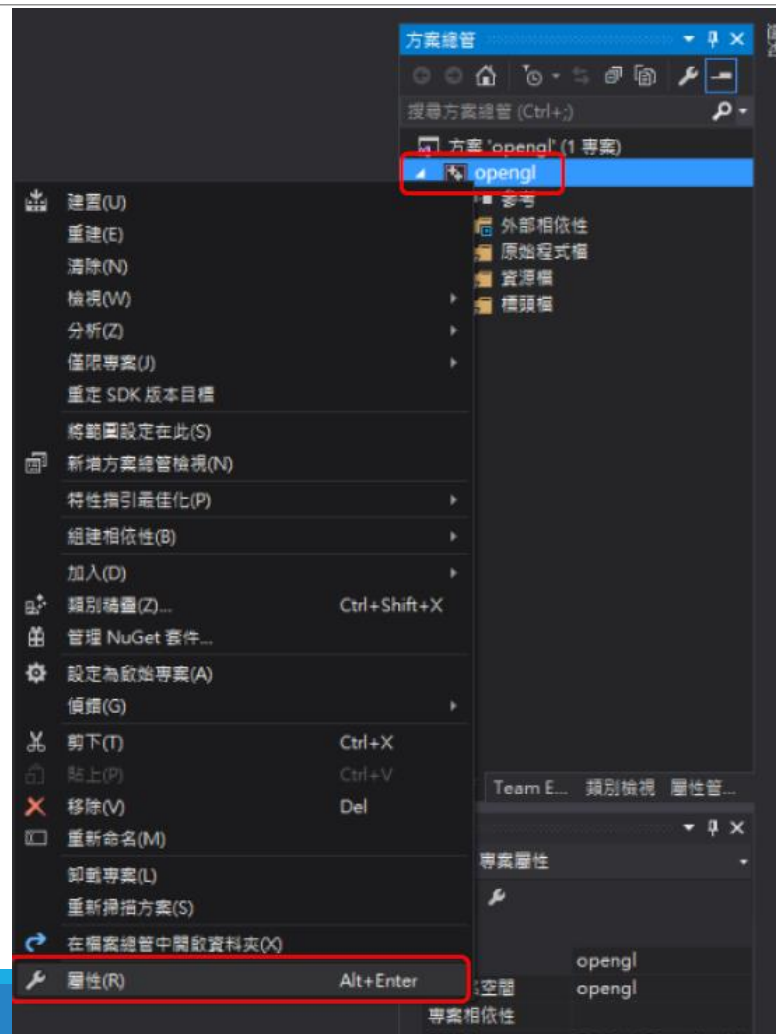 方案總管
搜尋方案總管 (Ctrl+;)
方案 'opengl' (1 專案)
opengl
參考
外部相依性
原始程式檔
資源檔
標頭檔
建置(U)
重建(E)
清除(N)
檢視(W)
分析(Z)
僅限專案(J)
重定 SDK 版本目標
將範圍設定在此(S)
新增方案總管檢視(N)
特性指引最佳化(P)
組建相依性(B)
加入(D)
類別精靈(Z)... Ctrl+Shift+X
管理 NuGet 套件...
設定為啟始專案(A)
偵錯(G)
剪下(T) Ctrl+X
貼上(P) Ctrl+V
移除(V) Del
重新命名(M)
卸載專案(L)
重新掃描方案(S)
在檔案總管中開啟資料夾(X)
屬性(R) Alt+Enter
Team E... 類別檢視 屬性管...
專案屬性
opengl
空間 opengl
專案相依性